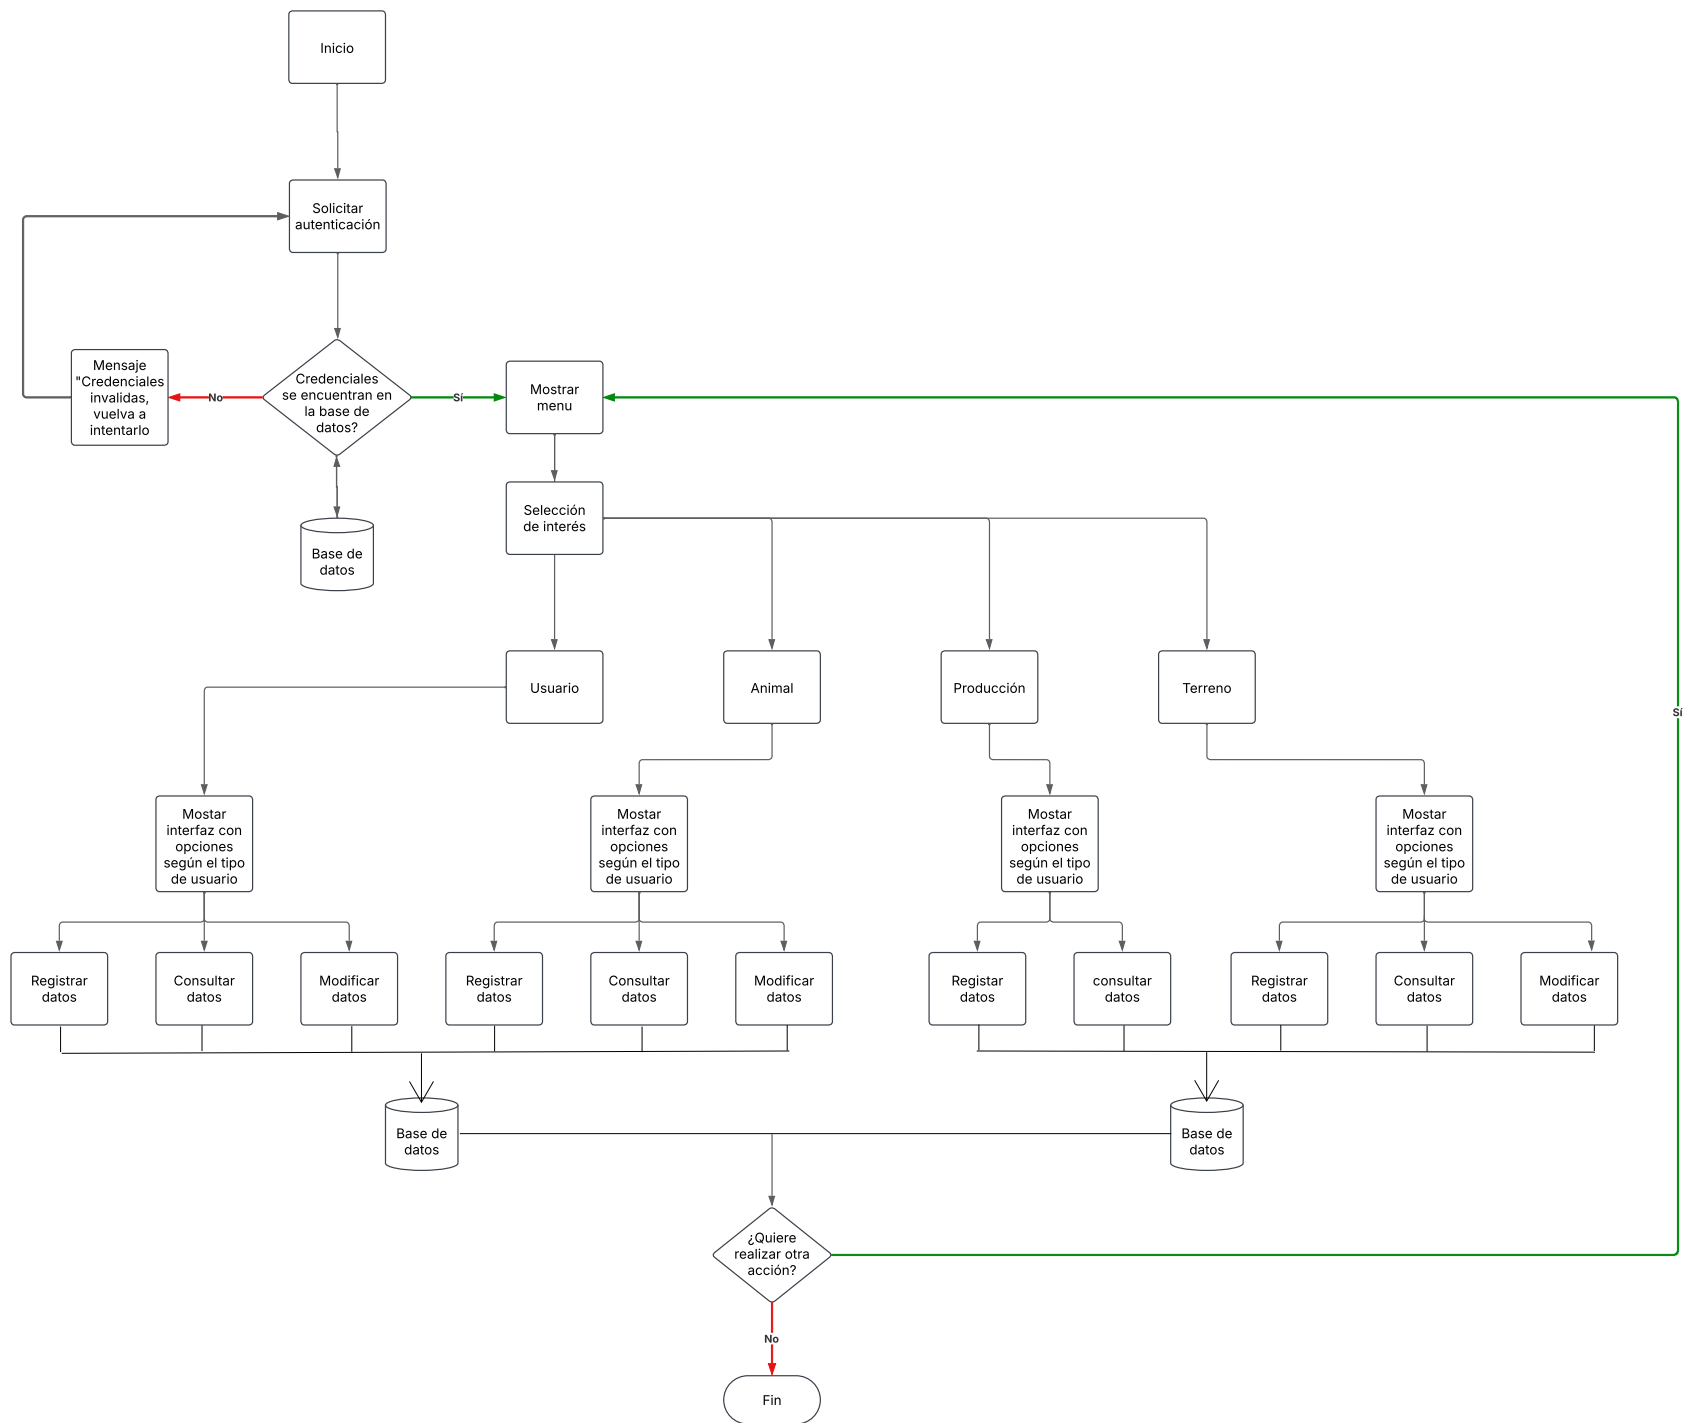 Inicio
Solicitar
autenticación
Mensaje
"Credenciales
invalidas,
vuelva a
intentarlo
No
Credenciales
se encuentran en
la base de
datos?
Sí
Mostrar
menu
Base de
datos
Selección
de interés
Usuario
Animal
Producción
Terreno
Sí
Mostar
interfaz con
opciones
según el tipo
de usuario
Mostar
interfaz con
opciones
según el tipo
de usuario
Mostar
interfaz con
opciones
según el tipo
de usuario
Mostar
interfaz con
opciones
según el tipo
de usuario
Registrar
datos
Consultar
datos
Modificar
datos
Registrar
datos
Consultar
datos
Modificar
datos
Registar
datos
consultar
datos
Registrar
datos
Consultar
datos
Modificar
datos
Base de
datos
Base de
datos
¿Quiere
realizar otra
acción?
No
Fin